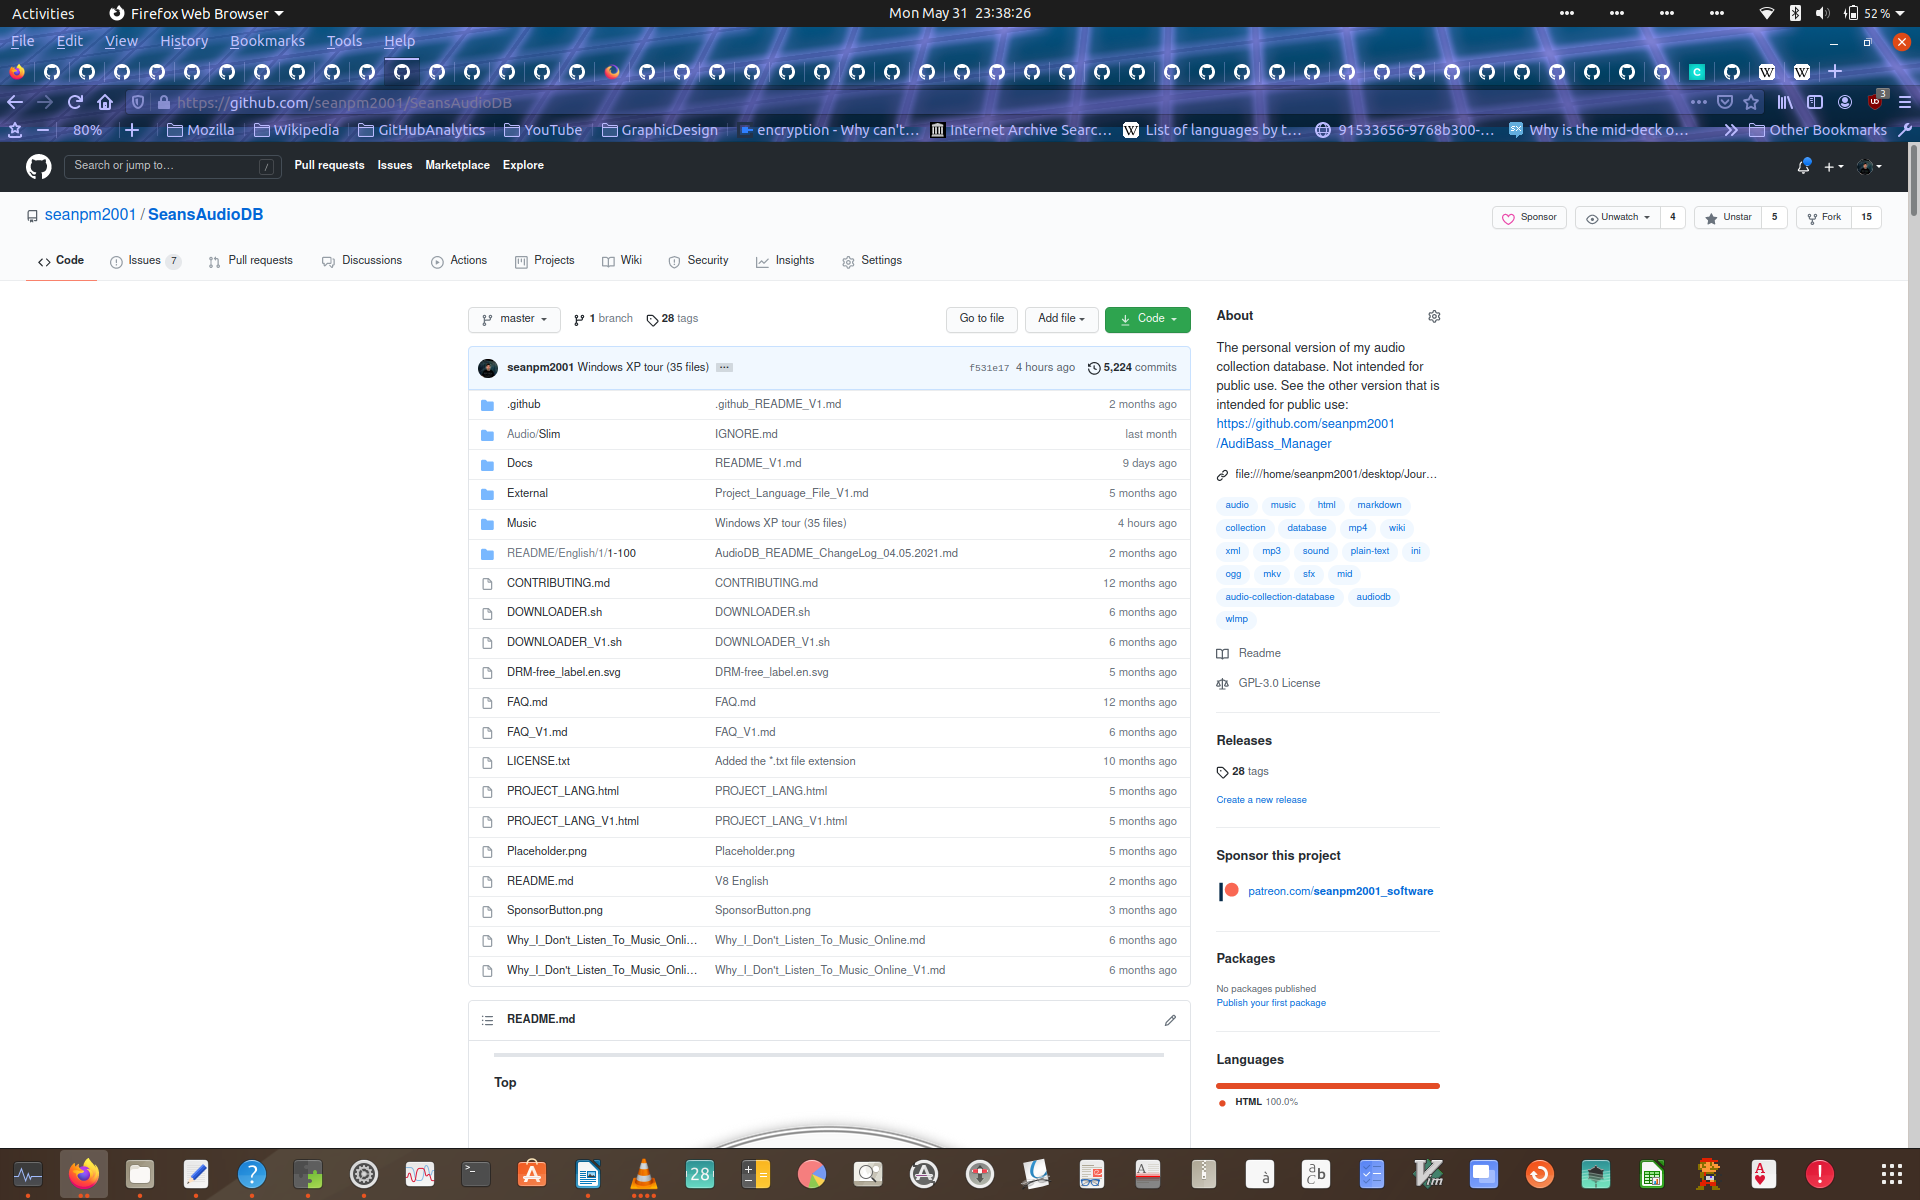 Activities Firefox Web Browser Mon May 31 23:38:26 52 %
File Edit View History Bookmarks Tools Help
https://github.com/seanpm2001/SeansAudioDB 3
80% Mozilla Wikipedia GitHubAnalytics YouTube GraphicDesign encryption - Why can't… Internet Archive Searc… List of languages by t… 91533656-9768b300-… Why is the mid-deck o… Other Bookmarks
Search or jump to… / Pull requests Issues Marketplace Explore
seanpm2001 / SeansAudioDB Sponsor Unwatch 4 Unstar 5 Fork 15
Code Issues 7 Pull requests Discussions Actions Projects Wiki Security Insights Settings
master 1 branch 28 tags Go to file Add file Code
seanpm2001 Windows XP tour (35 files) f531e17 4 hours ago 5,224 commits
.github .github_README_V1.md 2 months ago
Audio/Slim IGNORE.md last month
Docs README_V1.md 9 days ago
External Project_Language_File_V1.md 5 months ago
Music Windows XP tour (35 files) 4 hours ago
README/English/1/1-100 AudioDB_README_ChangeLog_04.05.2021.md 2 months ago
CONTRIBUTING.md CONTRIBUTING.md 12 months ago
DOWNLOADER.sh DOWNLOADER.sh 6 months ago
DOWNLOADER_V1.sh DOWNLOADER_V1.sh 6 months ago
DRM-free_label.en.svg DRM-free_label.en.svg 5 months ago
FAQ.md FAQ.md 12 months ago
FAQ_V1.md FAQ_V1.md 6 months ago
LICENSE.txt Added the *.txt file extension 10 months ago
PROJECT_LANG.html PROJECT_LANG.html 5 months ago
PROJECT_LANG_V1.html PROJECT_LANG_V1.html 5 months ago
Placeholder.png Placeholder.png 5 months ago
README.md V8 English 2 months ago
SponsorButton.png SponsorButton.png 3 months ago
Why_I_Don't_Listen_To_Music_Onli… Why_I_Don't_Listen_To_Music_Online.md 6 months ago
Why_I_Don't_Listen_To_Music_Onli… Why_I_Don't_Listen_To_Music_Online_V1.md 6 months ago
README.md
Top
About
The personal version of my audio
collection database. Not intended for
public use. See the other version that is
intended for public use:
https://github.com/seanpm2001
/AudiBass_Manager
file:///home/seanpm2001/desktop/Jour…
audio music html markdown
collection database mp4 wiki
xml mp3 sound plain-text ini
ogg mkv sfx mid
audio-collection-database audiodb
wlmp
Readme
GPL-3.0 License
Releases
28 tags
Create a new release
Sponsor this project
patreon.com/seanpm2001_software
Packages
No packages published
Publish your first package
Languages
HTML 100.0%
28